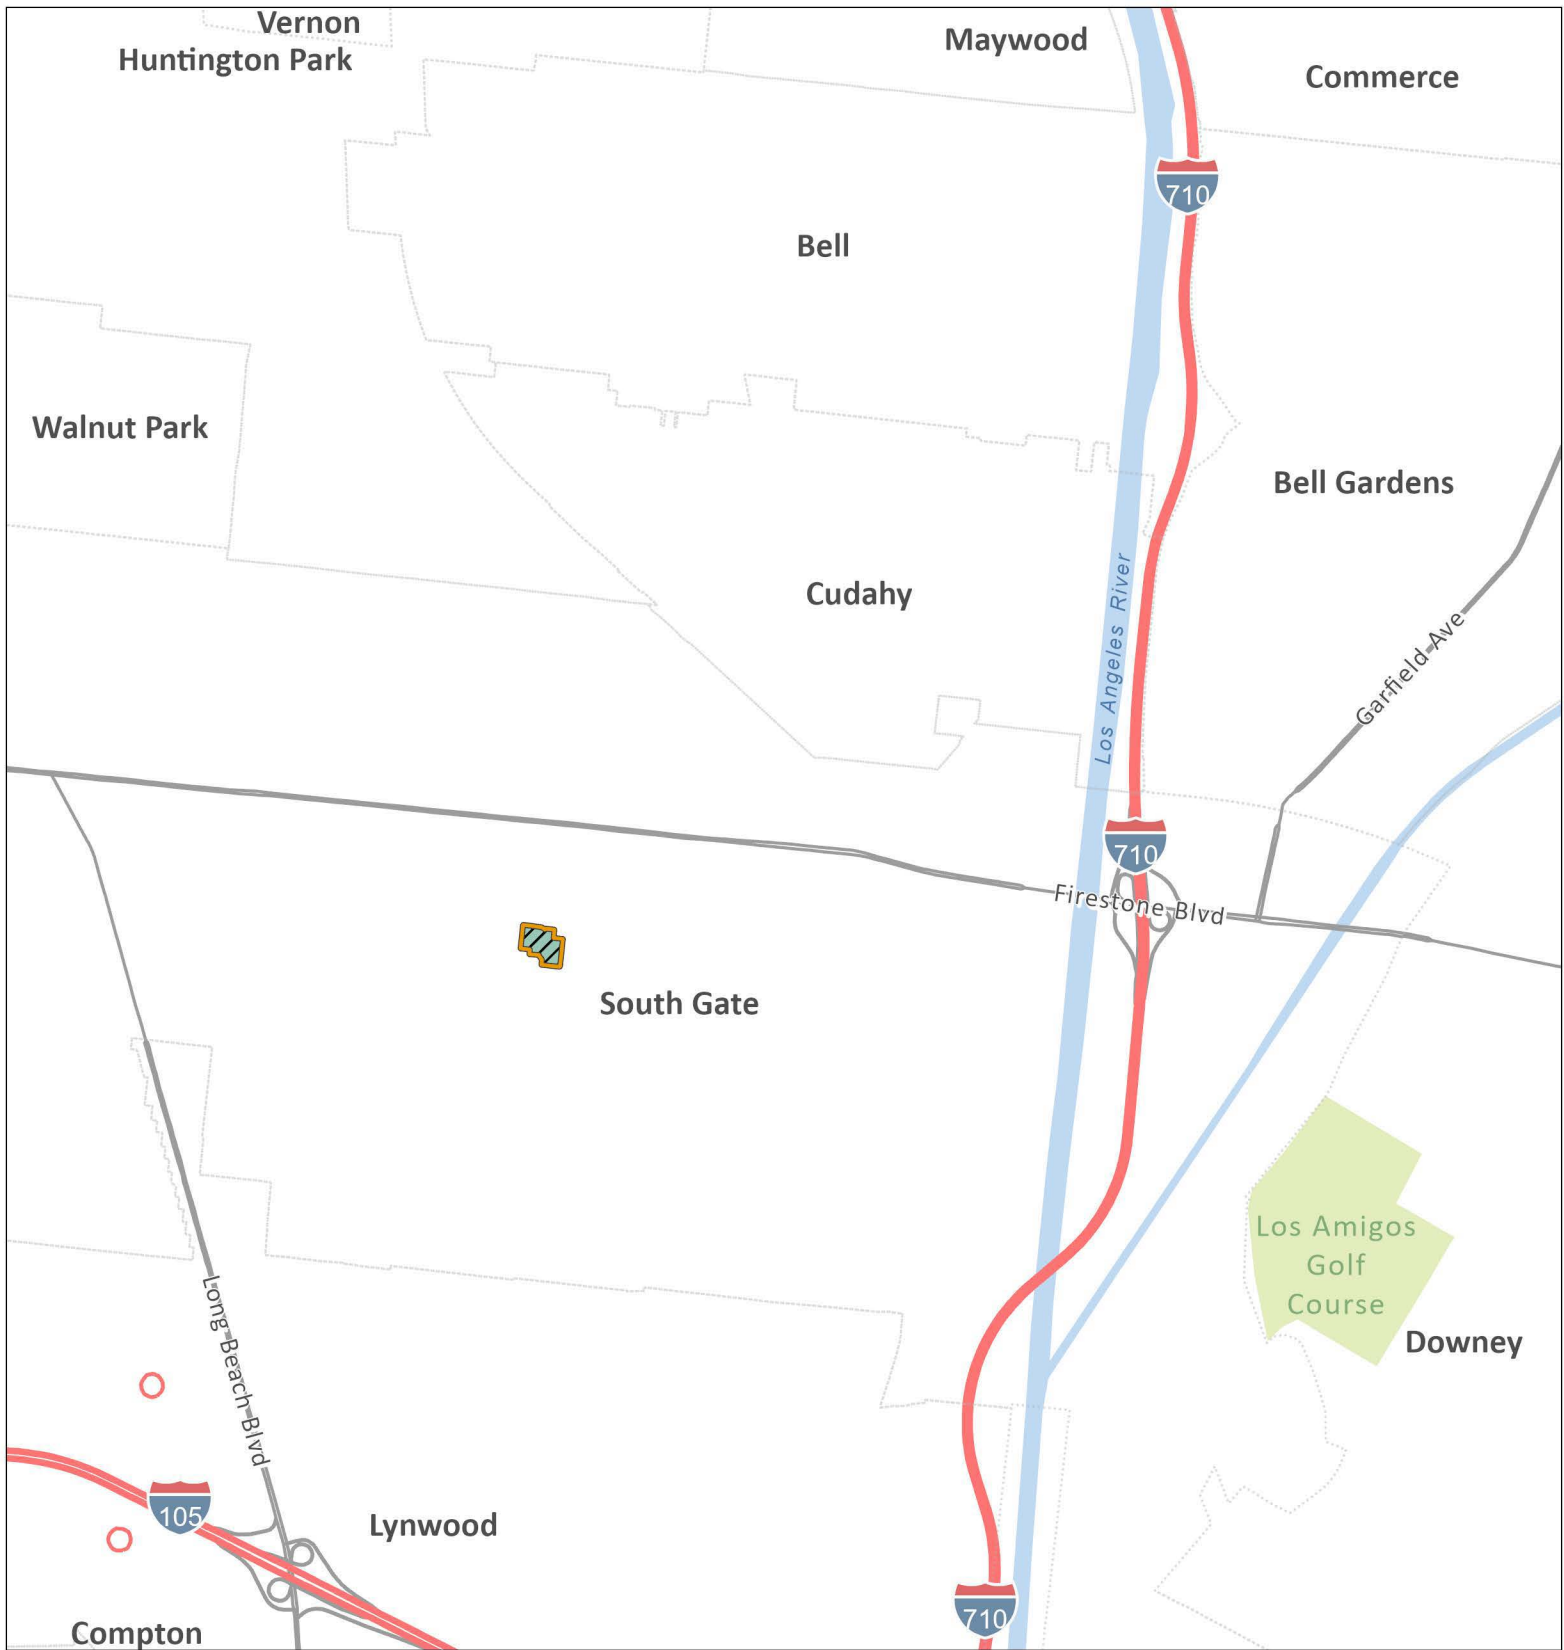 Vernon
Huntington Park
Maywood
Commerce
710
Bell
Walnut Park
Bell Gardens
Cudahy
Los Angeles River
Garfield Ave
710
Firestone Blvd
South Gate
Los Amigos
Golf
Course
Downey
Long Beach Blvd
105
Lynwood
710
Compton